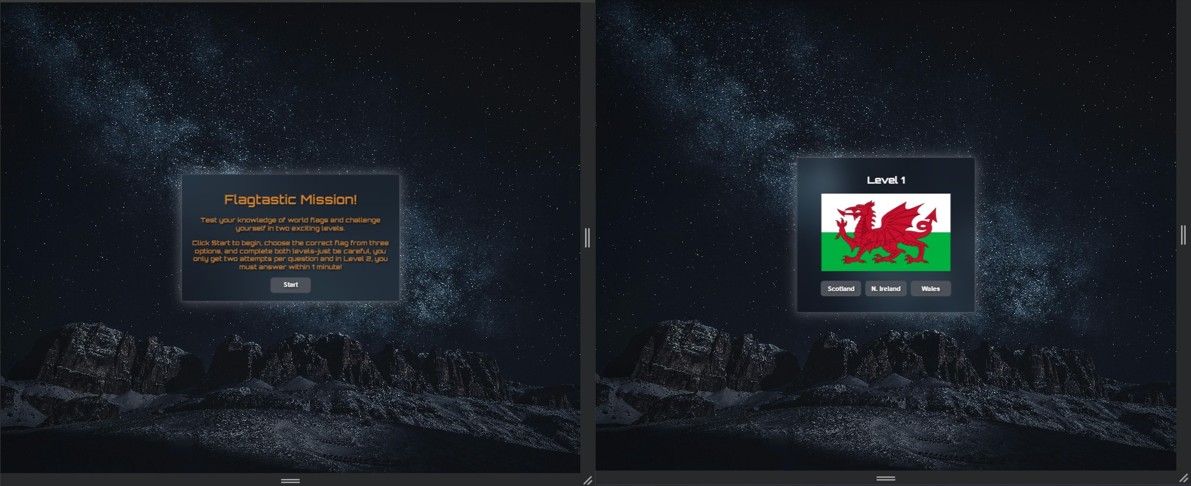 Flagtastic Mission!
Test your knowledge of world flags and challenge
yourself in two exciting levels.
Click Start to begin, choose the correct flag from three
options, and complete both levels-just be careful, you
only get two attempts per question and in Level 2, you
must answer within 1 minute!
Start
Level 1
Scotland N. Ireland Wales